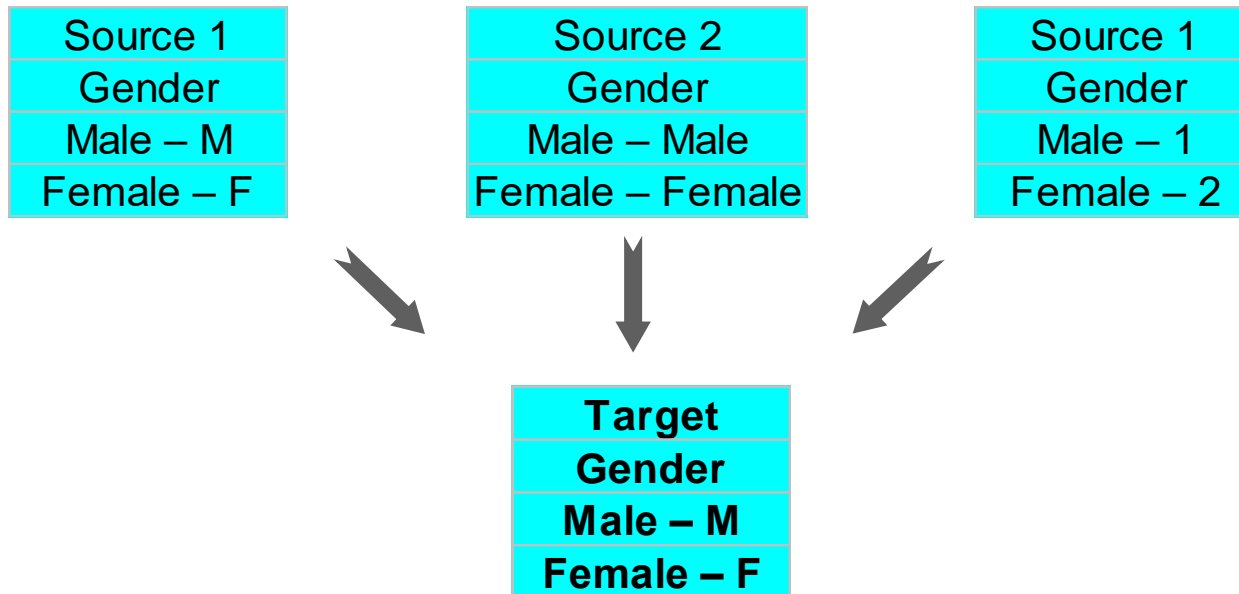 Source 1
Gender
Male – M
Female – F
Source 2
Gender
Male – Male
Female – Female
Source 1
Gender
Male – 1
Female – 2
Target
Gender
Male – M
Female – F